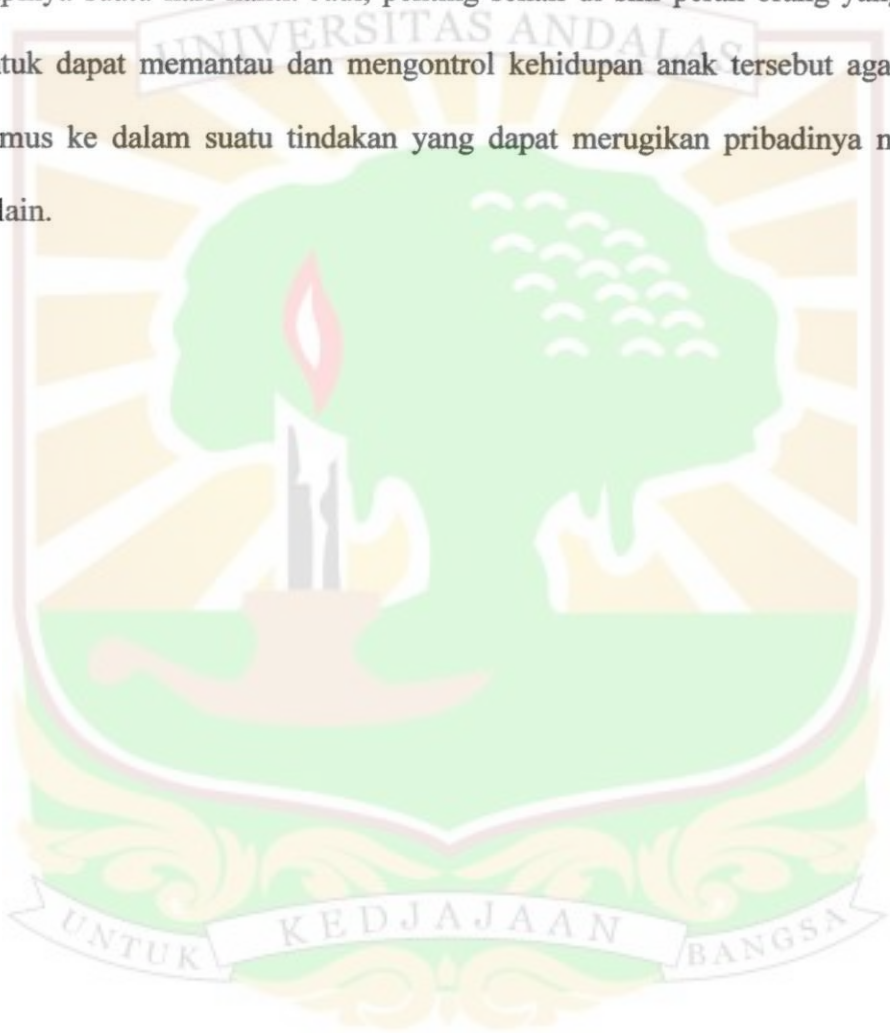 UNIVERSITAS ANDALAS
tuk dapat memantau dan mengontrol kehidupan anak tersebut aga
mus ke dalam suatu tindakan yang dapat merugikan pribadinya
lain.
UNTUK KEDJAJAAN BANGSA